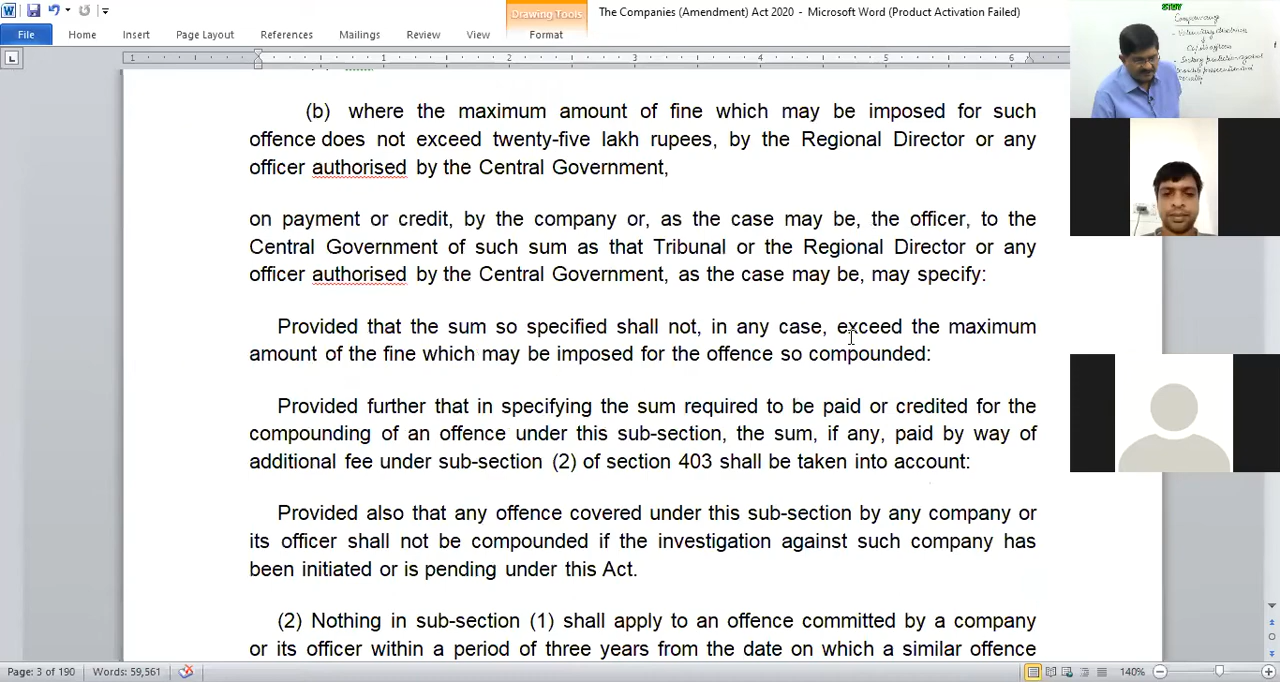 Drawing Tools
The Companies (Amendment) Act 2020 - Microsoft Word (Product Activation Failed)
File Home Insert Page Layout References Mailings Review View Format
L 1 1 2 3 4 5 6
(b) where the maximum amount of fine which may be imposed for such
offence does not exceed twenty-five lakh rupees, by the Regional Director or any
officer authorised by the Central Government,
on payment or credit, by the company or, as the case may be, the officer, to the
Central Government of such sum as that Tribunal or the Regional Director or any
officer authorised by the Central Government, as the case may be, may specify:
Provided that the sum so specified shall not, in any case, exceed the maximum
amount of the fine which may be imposed for the offence so compounded:
Provided further that in specifying the sum required to be paid or credited for the
compounding of an offence under this sub-section, the sum, if any, paid by way of
additional fee under sub-section (2) of section 403 shall be taken into account:
Provided also that any offence covered under this sub-section by any company or
its officer shall not be compounded if the investigation against such company has
been initiated or is pending under this Act.
(2) Nothing in sub-section (1) shall apply to an offence committed by a company
or its officer within a period of three years from the date on which a similar offence
Page: 3 of 190 Words: 59,561 140%
Compounding